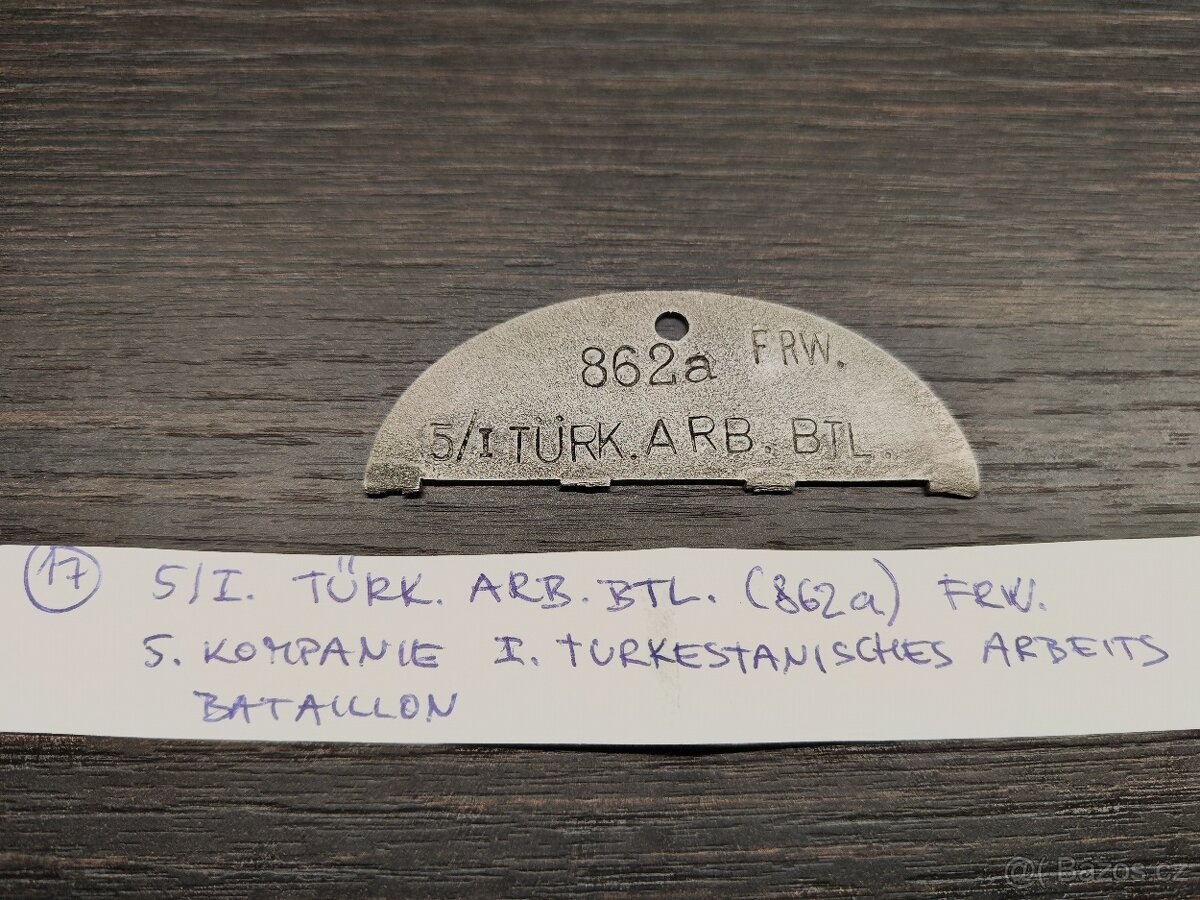 862a FRW.
5/I TÜRK. ARB. BTL.
17 5/I. TÜRK. ARB. BTL. (862a) FRW.
5. KOMPANIE I. TURKESTANISCHES ARBEITS
BATAILLON
@( Bazos.cz